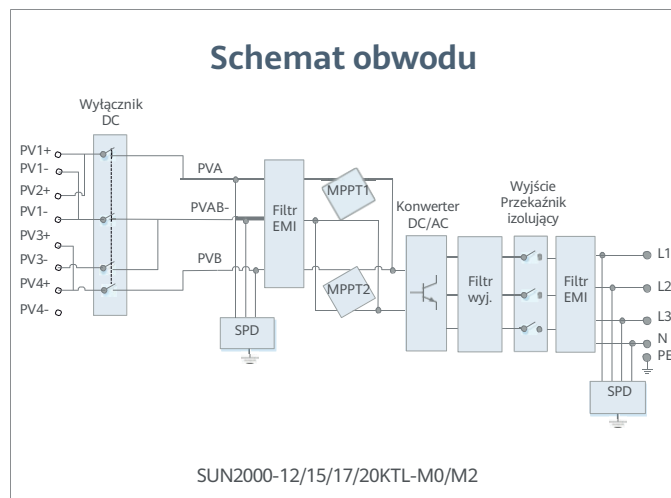 Schemat obwodu
Wyłącznik
DC
PV1+
PV1-
PV2+
PV1-
PV3+
PV3-
PV4+
PV4-
PVA
PVAB-
PVB
SPD
Filtr
EMI
MPPT1
MPPT2
Konwerter
DC/AC
Filtr
wyj.
Wyjście
Przekaźnik
izolujący
Filtr
EMI
L1
L2
L3
N
PE
SPD
SUN2000-12/15/17/20KTL-M0/M2